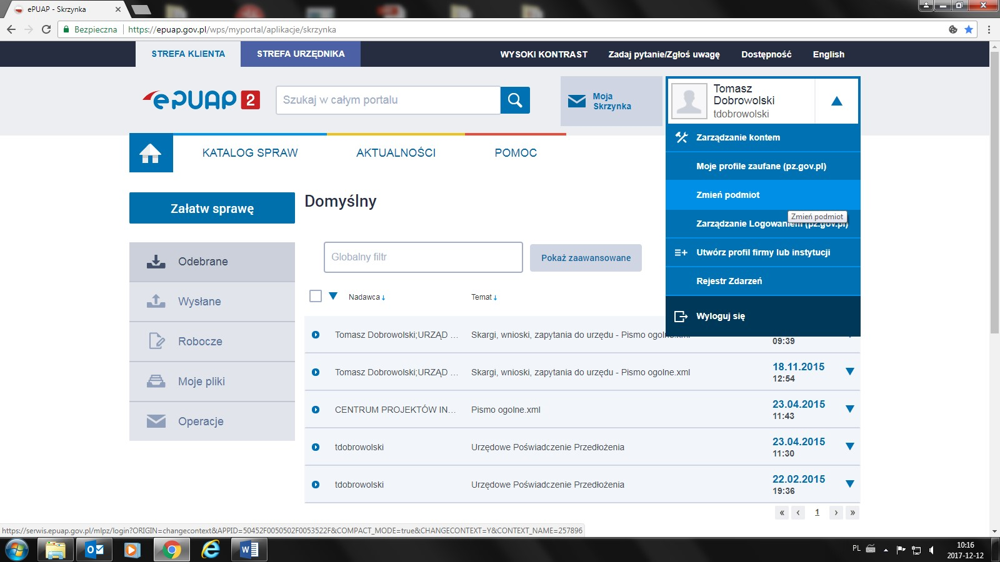 ePUAP - Skrzynka
Bezpieczna
https://epuap.gov.pl/wps/myportal/aplikacje/skrzynka
STREFA KLIENTA
STREFA URZĘDNIKA
WYSOKI KONTRAST
Zadaj pytanie/Zgłoś uwagę
Dostępność
English
ePUAP 2
Szukaj w całym portalu
Moja
Skrzynka
Tomasz
Dobrowolski
tdobrowolski
KATALOG SPRAW
AKTUALNOŚCI
POMOC
Zarządzanie kontem
Moje profile zaufane (pz.gov.pl)
Zmień podmiot
Zmień podmiot
Zarządzanie Logowaniem (pz.gov.pl)
Utwórz profil firmy lub instytucji
Rejestr Zdarzeń
Wyloguj się
Załatw sprawę
Odebrane
Wysłane
Robocze
Moje pliki
Operacje
Domyślny
Globalny filtr
Pokaż zaawansowane
Nadawca
Temat
Tomasz Dobrowolski;URZĄD ... Skargi, wnioski, zapytania do urzędu - Pismo ogolne.xml
09:39
Tomasz Dobrowolski;URZĄD ... Skargi, wnioski, zapytania do urzędu - Pismo ogolne.xml 18.11.2015
12:54
CENTRUM PROJEKTÓW IN... Pismo ogolne.xml 23.04.2015
11:43
tdobrowolski Urzędowe Poświadczenie Przedłożenia 23.04.2015
11:30
tdobrowolski Urzędowe Poświadczenie Przedłożenia 22.02.2015
19:36
« ‹ 1 › »
https://serwis.epuap.gov.pl/mlpz/login?ORIGIN=changecontext&APPID=50452F0050502F0053522F&COMPACT_MODE=true&CHANGECONTEXT=Y&CONTEXT_NAME=257896
PL
10:16
2017-12-12